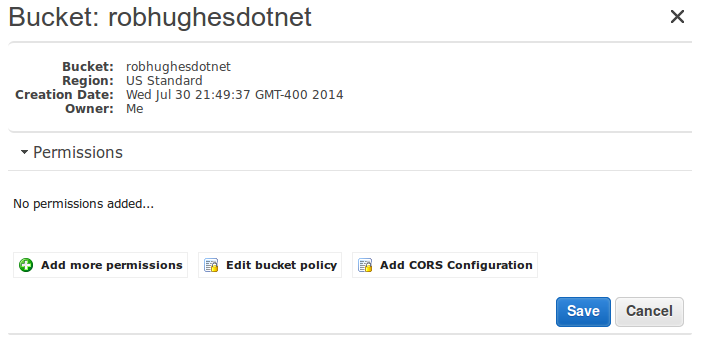 Bucket: robhughesdotnet
Bucket: robhughesdotnet
Region: US Standard
Creation Date: Wed Jul 30 21:49:37 GMT-400 2014
Owner: Me
Permissions
No permissions added...
Add more permissions Edit bucket policy Add CORS Configuration
Save Cancel